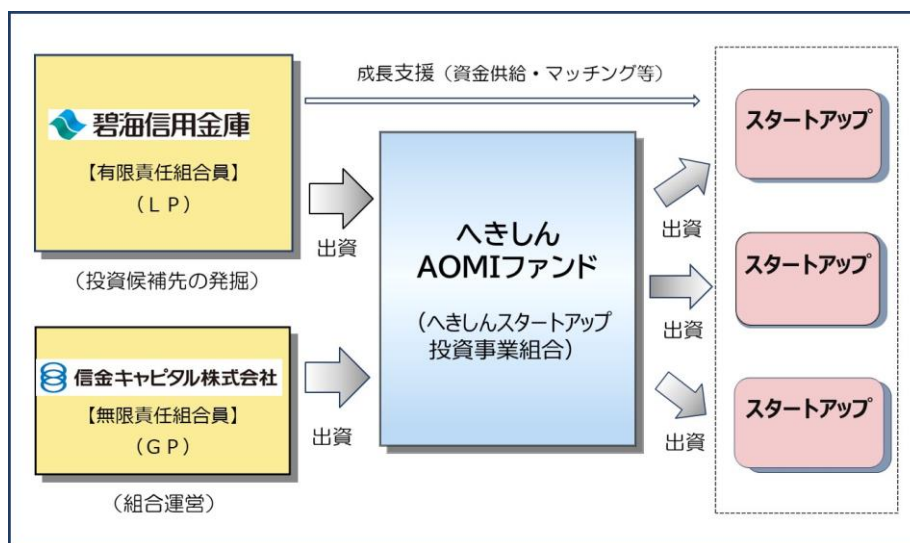 成長支援（資金供給・マッチング等）
碧海信用金庫
【有限責任組合員】
（ＬＰ）
（投資候補先の発掘）
出資
信金キャピタル株式会社
【無限責任組合員】
（ＧＰ）
（組合運営）
出資
へきしん
AOMIファンド
（へきしんスタートアップ
投資事業組合）
出資
出資
出資
スタートアップ
スタートアップ
スタートアップ